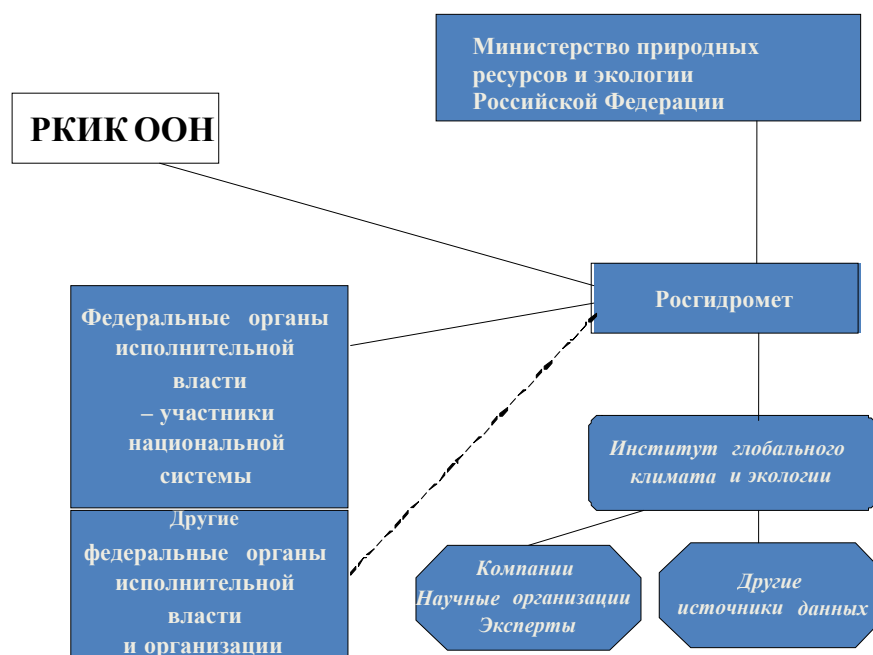 Министерство природных
ресурсов и экологии
Российской Федерации
РКИК ООН
Росгидромет
Федеральные органы
исполнительной
власти
– участники
национальной
системы
Институт глобального
климата и экологии
Другие
федеральные органы
исполнительной
власти
и организации
Компании
Научные организации
Эксперты
Другие
источники данных